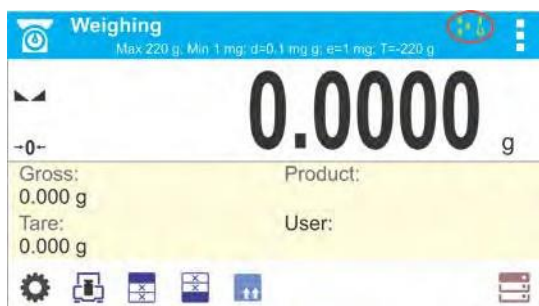 Weighing
Max 220 g; Min 1 mg; d=0.1 mg g; e=1 mg; T=-220 g
0.0000 g
→0←
Gross:
Product:
0.000 g
Tare:
User:
0.000 g